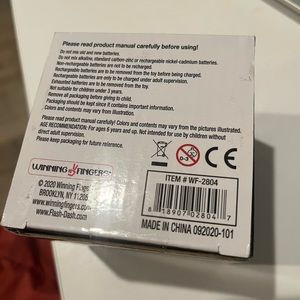 Please read product manual carefully before using!
Do not mix old and new batteries.
Do not mix alkaline, standard carbon-zinc or rechargeable nickel-cadmium batteries.
Non-rechargeable batteries are not to be recharged.
Rechargeable batteries are to be removed from the toy before being charged.
Rechargeable batteries are only to be charged under adult supervision.
Exhausted batteries are to be removed from the toy.
Not suitable for children under 3 years.
Remove all packaging before giving to child.
Packaging should be kept since it contains important information.
Colors and contents may vary from illustrations.
Please read manual carefully! Colors and contents may vary from the pictures illustrated.
AGE RECOMMENDATION: For ages 6 years and up. Not intended for use by children without
direct adult supervision.
Please keep packaging for future reference.
0-3
CE
WINNING FINGERS
© 2020 Winning Fingers
BROOKLYN, NY 11205
www.winningfingers.com
www.Flash-Dash.com
ITEM # WF-2804
8 18907 02804 7
MADE IN CHINA 092020-101